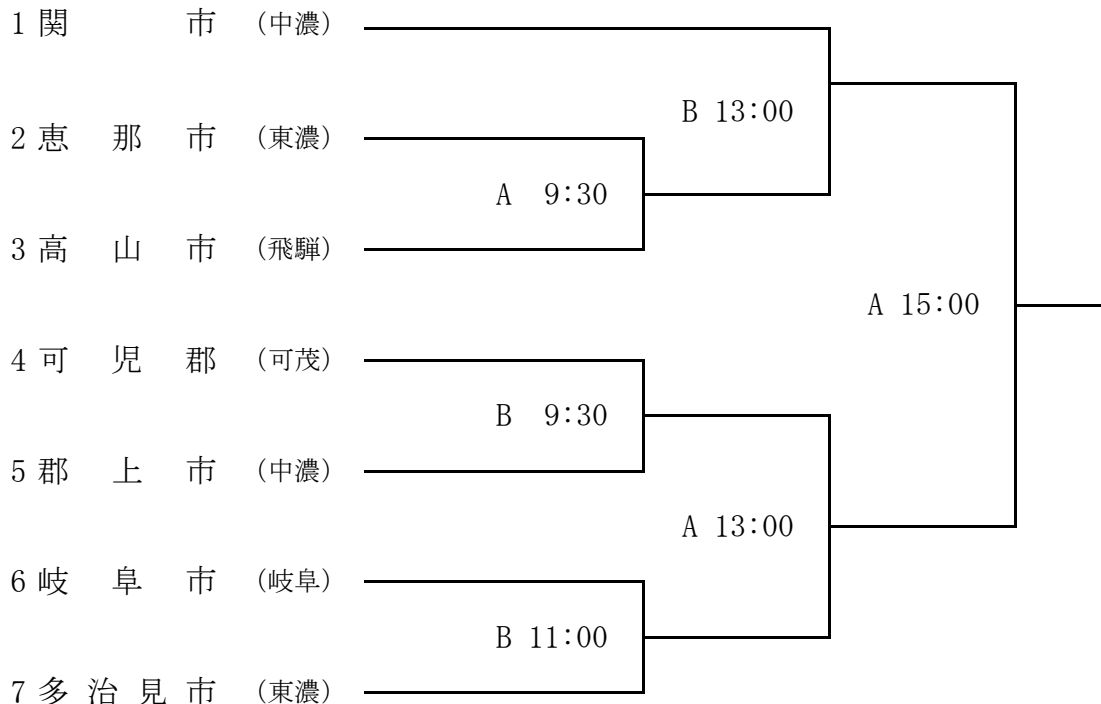 1 関市 (中濃)
B 13:00
2 恵那市 (東濃)
A 9:30
3 高山市 (飛騨)
A 15:00
4 可児郡 (可茂)
B 9:30
5 郡上市 (中濃)
A 13:00
6 岐阜市 (岐阜)
B 11:00
7 多治見市 (東濃)